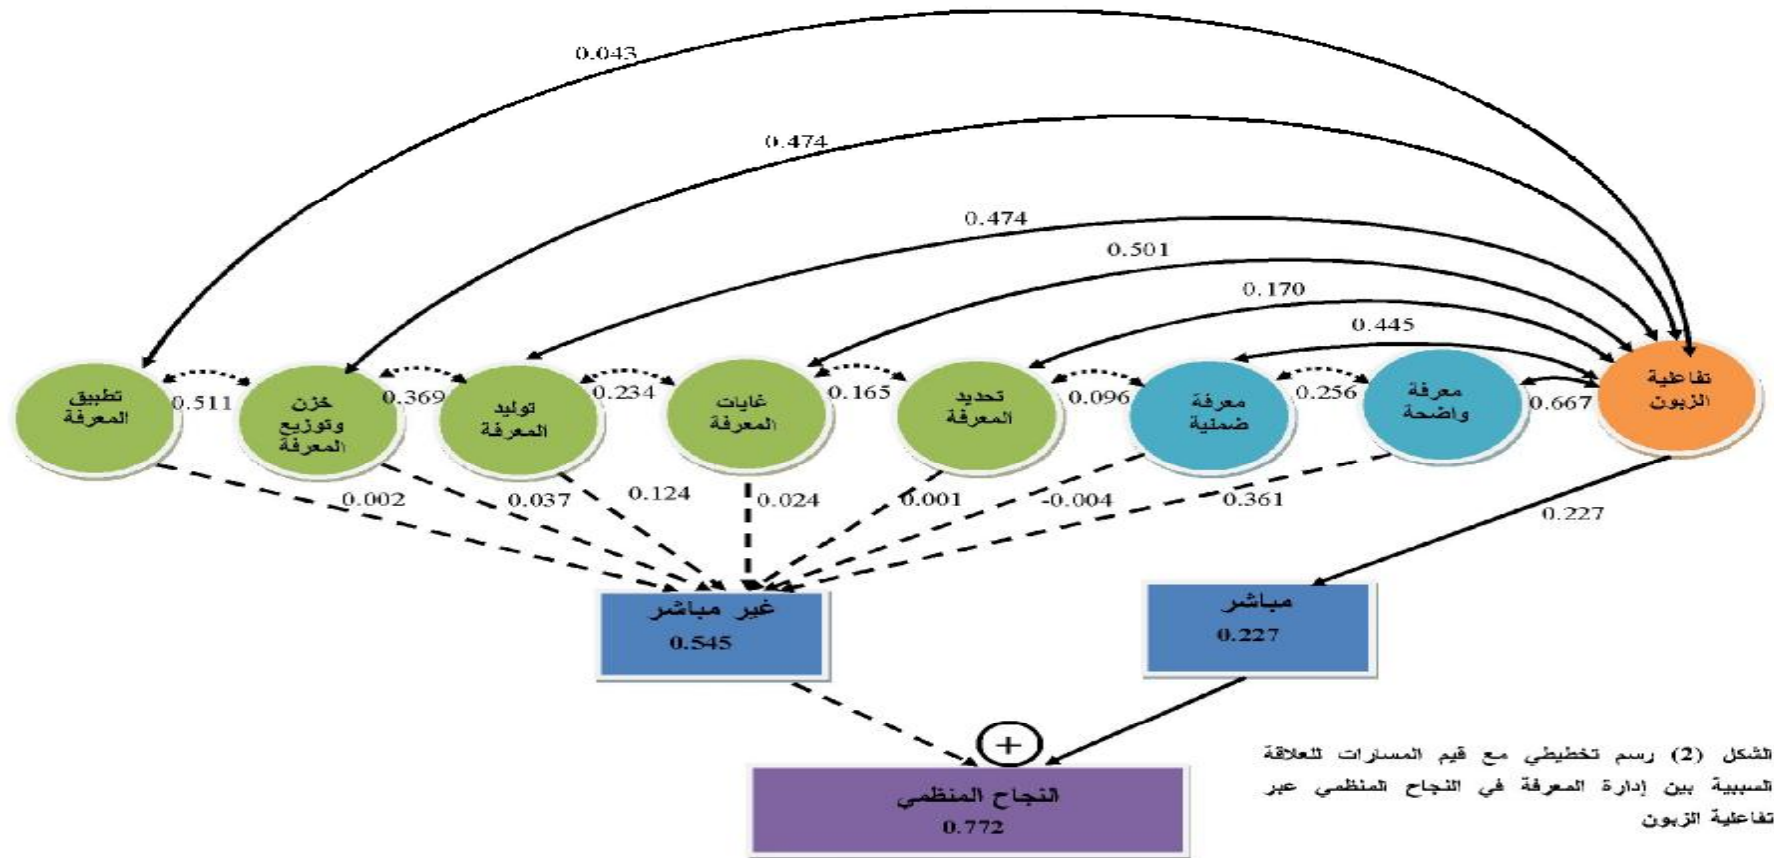 0.043
0.474
0.474
0.501
0.170
0.445
تفاعلية
الزبون
معرفة
واضحة
معرفة
ضمنية
تحديد
المعرفة
غايات
المعرفة
توليد
المعرفة
خزن
وتوزيع
المعرفة
تطبيق
المعرفة
0.667
0.256
0.096
0.165
0.234
0.369
0.511
0.227
0.361
-0.004
0.001
0.024
0.124
0.037
0.002
مباشر
0.227
غير مباشر
0.545
+
النجاح المنظمي
0.772
الشكل (2) رسم تخطيطي مع قيم المسارات للعلاقة
السببية بين إدارة المعرفة في النجاح المنظمي عبر
تفاعلية الزبون